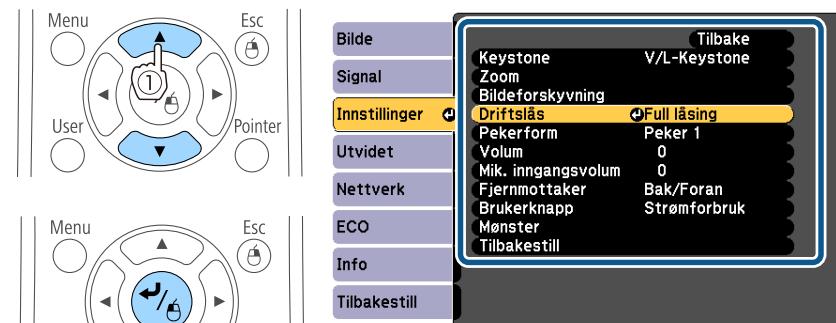 Menu
Esc
①
User
Pointer
Menu
Esc
Bilde
Signal
Innstillinger
Utvidet
Nettverk
ECO
Info
Tilbakestill
Tilbake
Keystone V/L-Keystone
Zoom
Bildeforskyvning
Driftslås Full låsing
Pekerform Peker 1
Volum 0
Mik. inngangsvolum 0
Fjernmottaker Bak/Foran
Brukerknapp Strømforbruk
Mønster
Tilbakestill